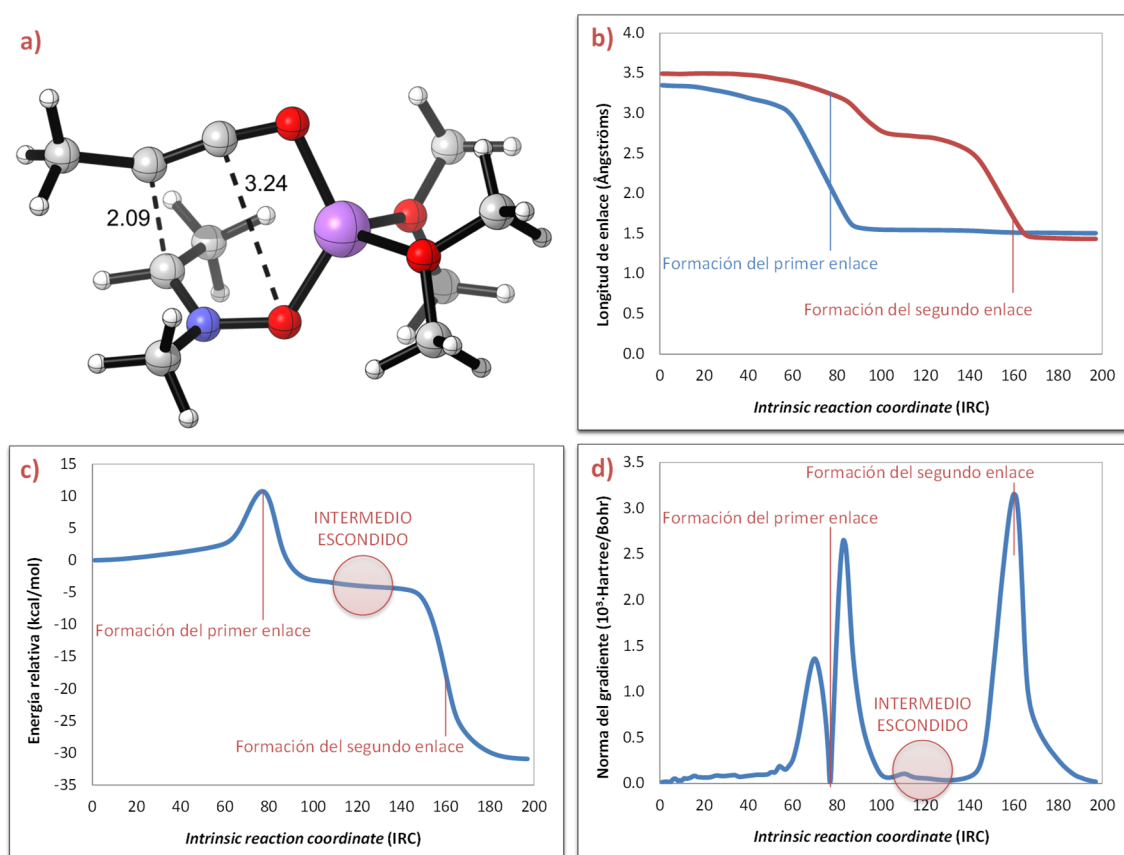 a)
3.24
2.09
b)
Longitud de enlace (Ångströms)
4.0
3.5
3.0
2.5
2.0
1.5
1.0
0.5
0.0
Formación del primer enlace
Formación del segundo enlace
0 20 40 60 80 100 120 140 160 180 200
Intrinsic reaction coordinate (IRC)
c)
Energía relativa (kcal/mol)
15
10
5
0
-5
-10
-15
-20
-25
-30
-35
INTERMEDIO
ESCONDIDO
Formación del primer enlace
Formación del segundo enlace
0 20 40 60 80 100 120 140 160 180 200
Intrinsic reaction coordinate (IRC)
d)
Norma del gradiente (10³·Hartree/Bohr)
3.5
3.0
2.5
2.0
1.5
1.0
0.5
0.0
Formación del segundo enlace
Formación del primer enlace
INTERMEDIO
ESCONDIDO
0 20 40 60 80 100 120 140 160 180 200
Intrinsic reaction coordinate (IRC)